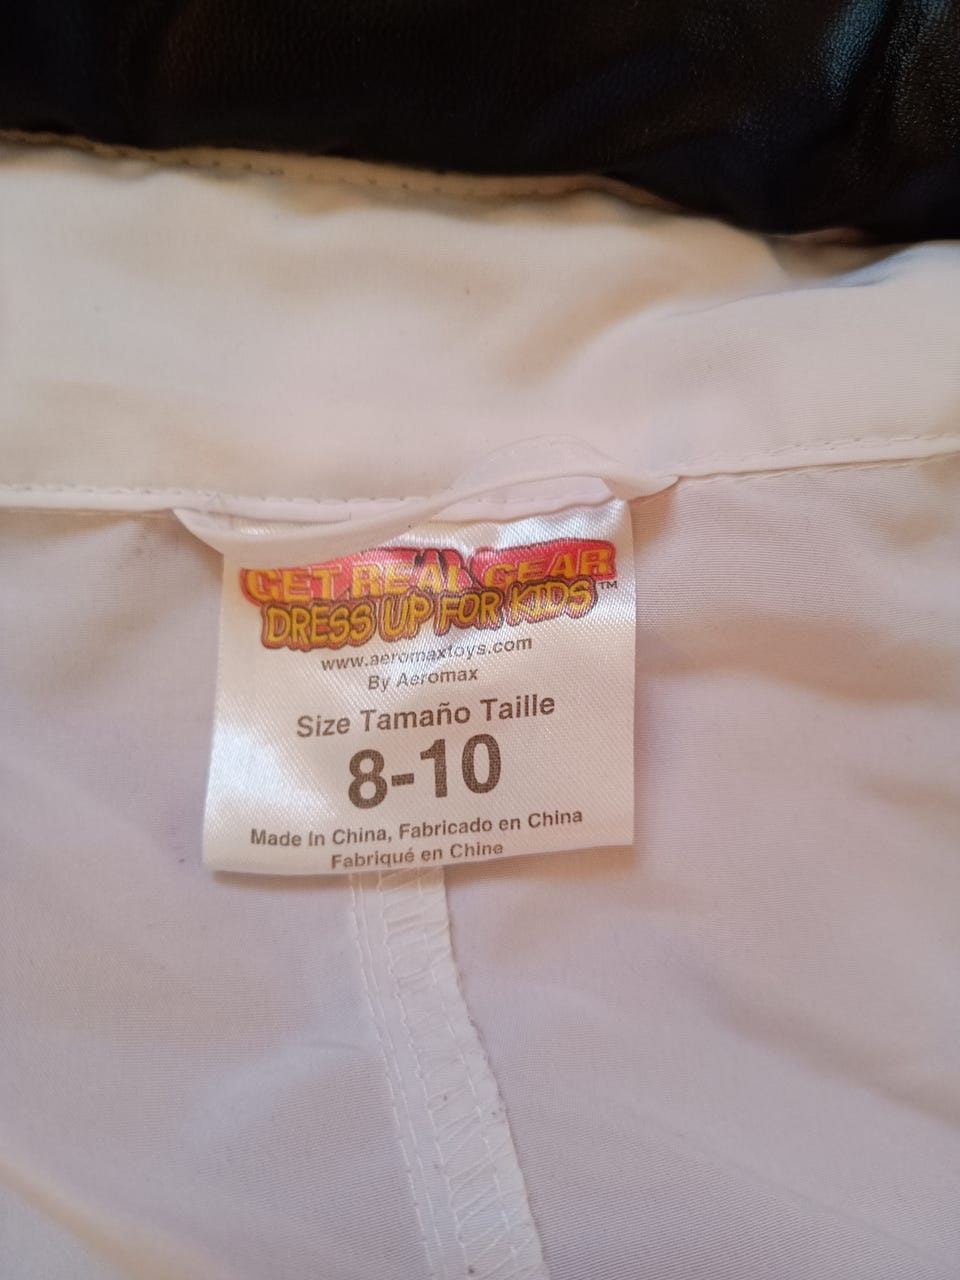 GET REAL GEAR
DRESS UP FOR KIDS™
www.aeromaxtoys.com
By Aeromax
Size Tamaño Taille
8-10
Made In China, Fabricado en China
Fabriqué en Chine